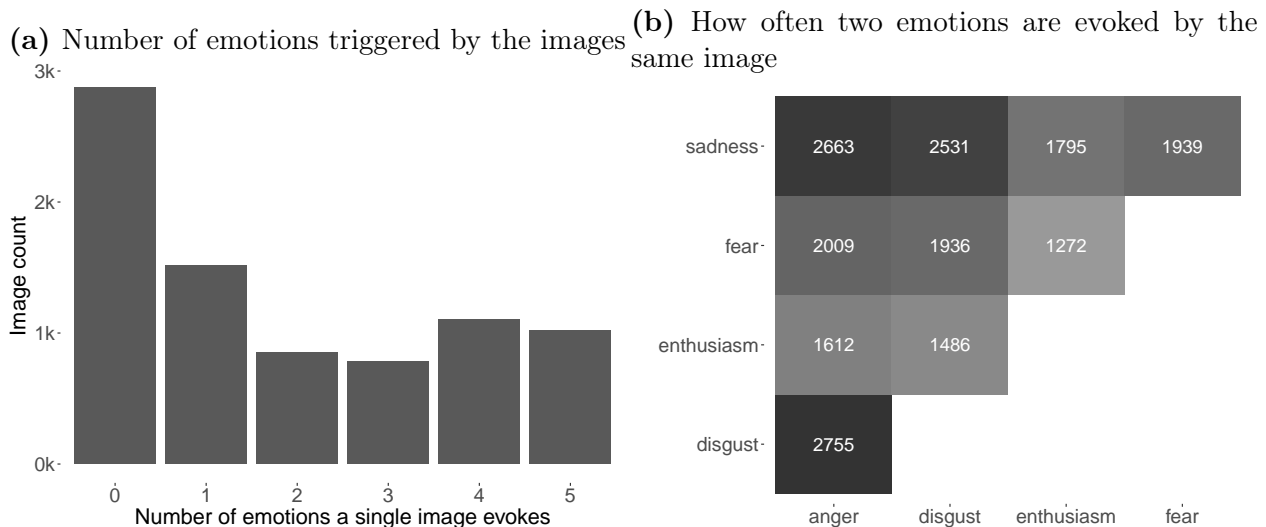 (a) Number of emotions triggered by the images
3k
2k
1k
0k
Image count
0 1 2 3 4 5
Number of emotions a single image evokes
(b) How often two emotions are evoked by the
same image
sadness 2663 2531 1795 1939
fear 2009 1936 1272
enthusiasm 1612 1486
disgust 2755
anger disgust enthusiasm fear